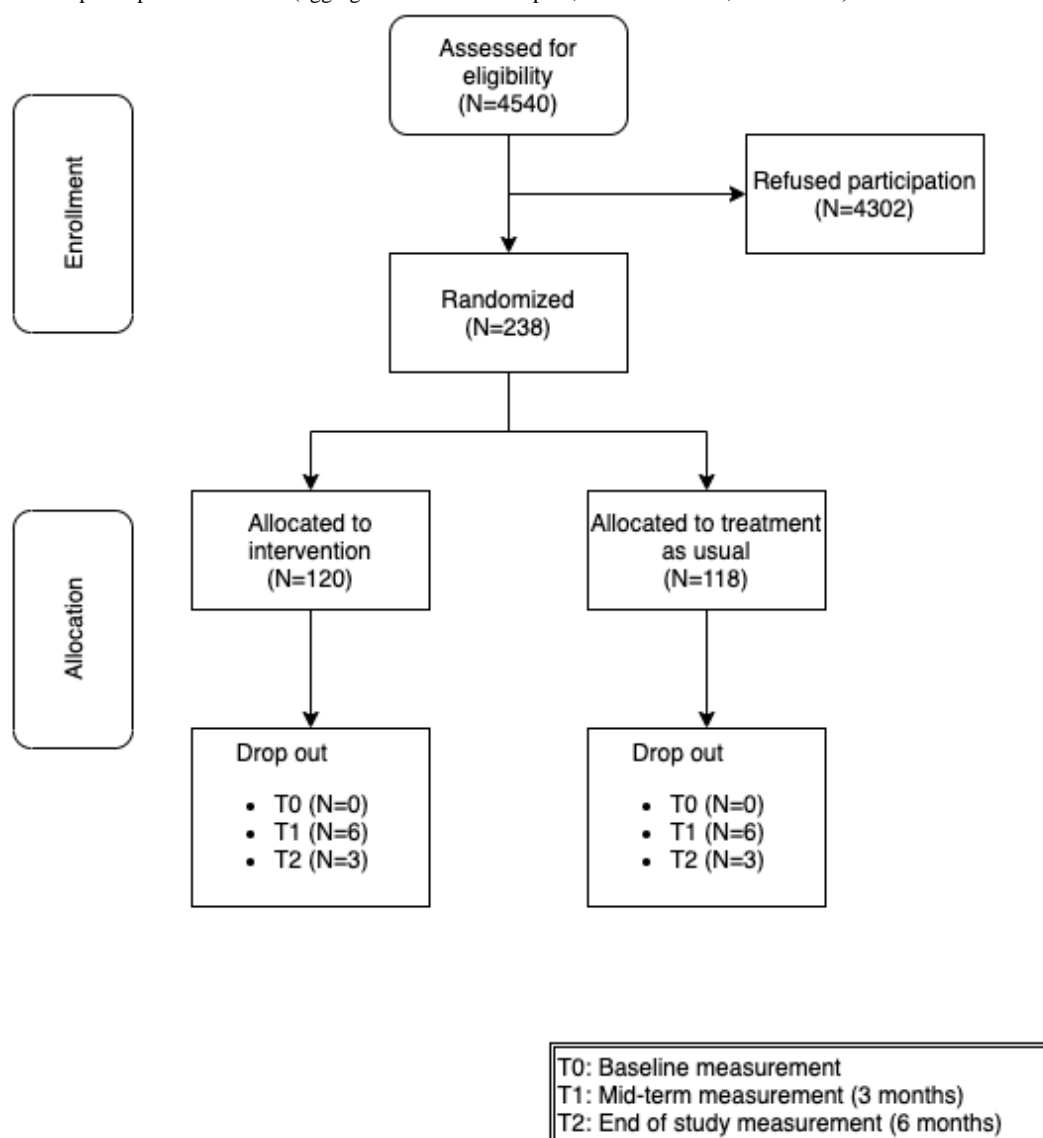 Assessed for
eligibility
(N=4540)
Enrollment
Refused participation
(N=4302)
Randomized
(N=238)
Allocation
Allocated to
intervention
(N=120)
Allocated to treatment
as usual
(N=118)
Drop out
• T0 (N=0)
• T1 (N=6)
• T2 (N=3)
Drop out
• T0 (N=0)
• T1 (N=6)
• T2 (N=3)
T0: Baseline measurement
T1: Mid-term measurement (3 months)
T2: End of study measurement (6 months)